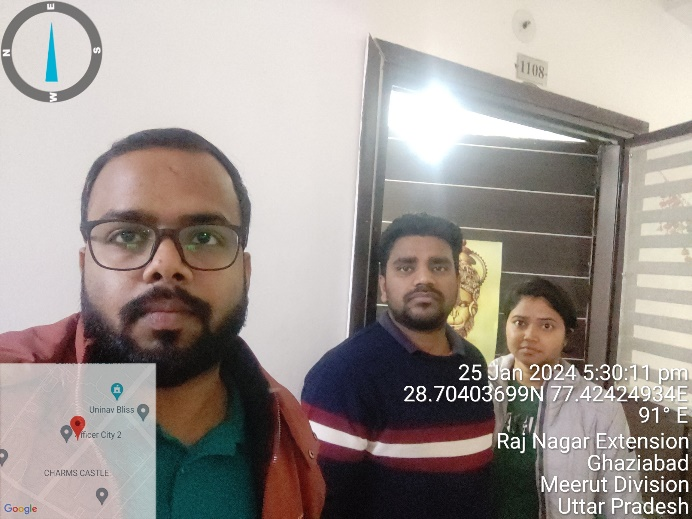 E
N
S
W
1108
25 Jan 2024 5:30:11 pm
28.70403699N 77.42424934E
91° E
Raj Nagar Extension
Ghaziabad
Meerut Division
Uttar Pradesh
Uninav Bliss
fficer City 2
CHARMS CASTLE
Google